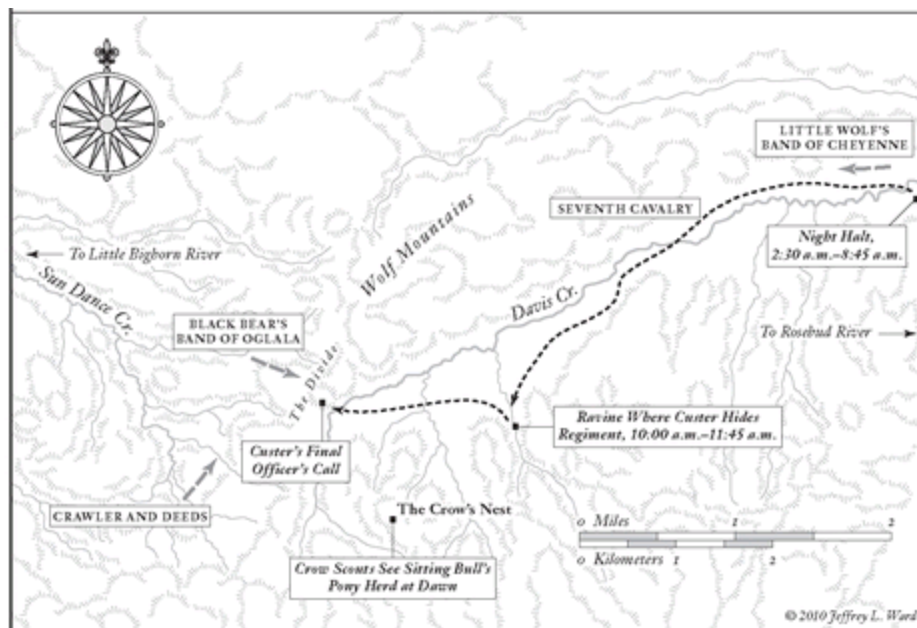 LITTLE WOLF'S
BAND OF CHEYENNE
SEVENTH CAVALRY
Night Halt,
2:30 a.m.–8:45 a.m.
Wolf Mountains
To Little Bighorn River
Sun Dance Cr.
Davis Cr.
BLACK BEAR'S
BAND OF OGLALA
The Divide
To Rosebud River
Ravine Where Custer Hides
Regiment, 10:00 a.m.–11:45 a.m.
Custer's Final
Officer's Call
CRAWLER AND DEEDS
The Crow's Nest
Crow Scouts See Sitting Bull's
Pony Herd at Dawn
0 Miles 1 2
0 Kilometers 1 2
© 2010 Jeffrey L. Ward